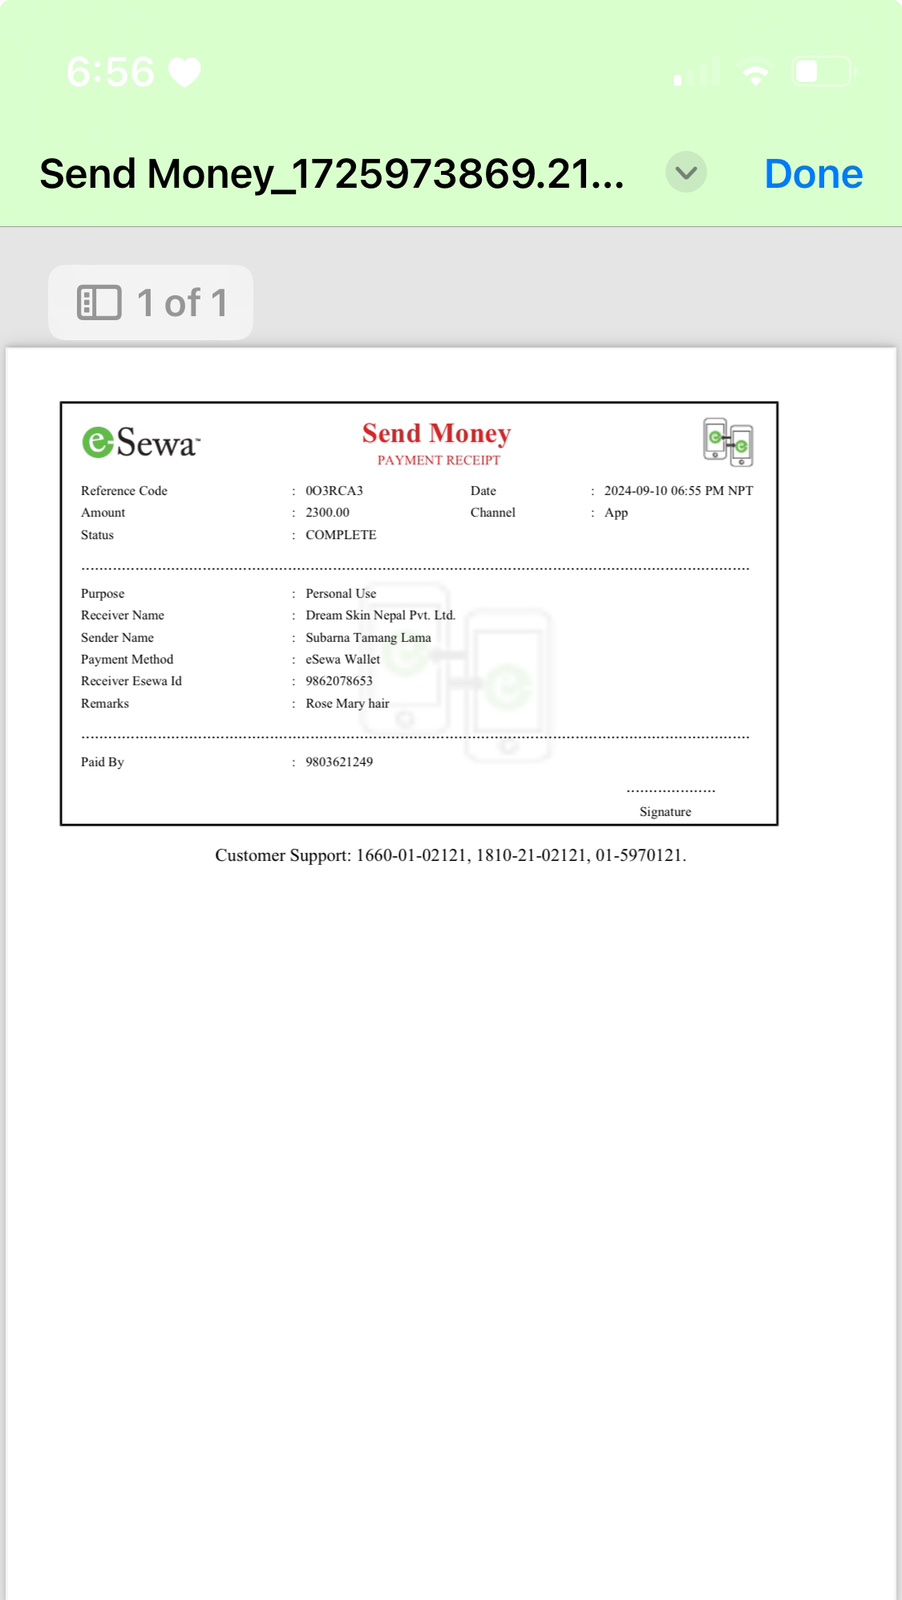 6:56
Send Money_1725973869.21... Done
1 of 1
eSewa™
Send Money
PAYMENT RECEIPT
Reference Code : 0O3RCA3 Date : 2024-09-10 06:55 PM NPT
Amount : 2300.00 Channel : App
Status : COMPLETE
Purpose : Personal Use
Receiver Name : Dream Skin Nepal Pvt. Ltd.
Sender Name : Subarna Tamang Lama
Payment Method : eSewa Wallet
Receiver Esewa Id : 9862078653
Remarks : Rose Mary hair
Paid By : 9803621249
Signature
Customer Support: 1660-01-02121, 1810-21-02121, 01-5970121.